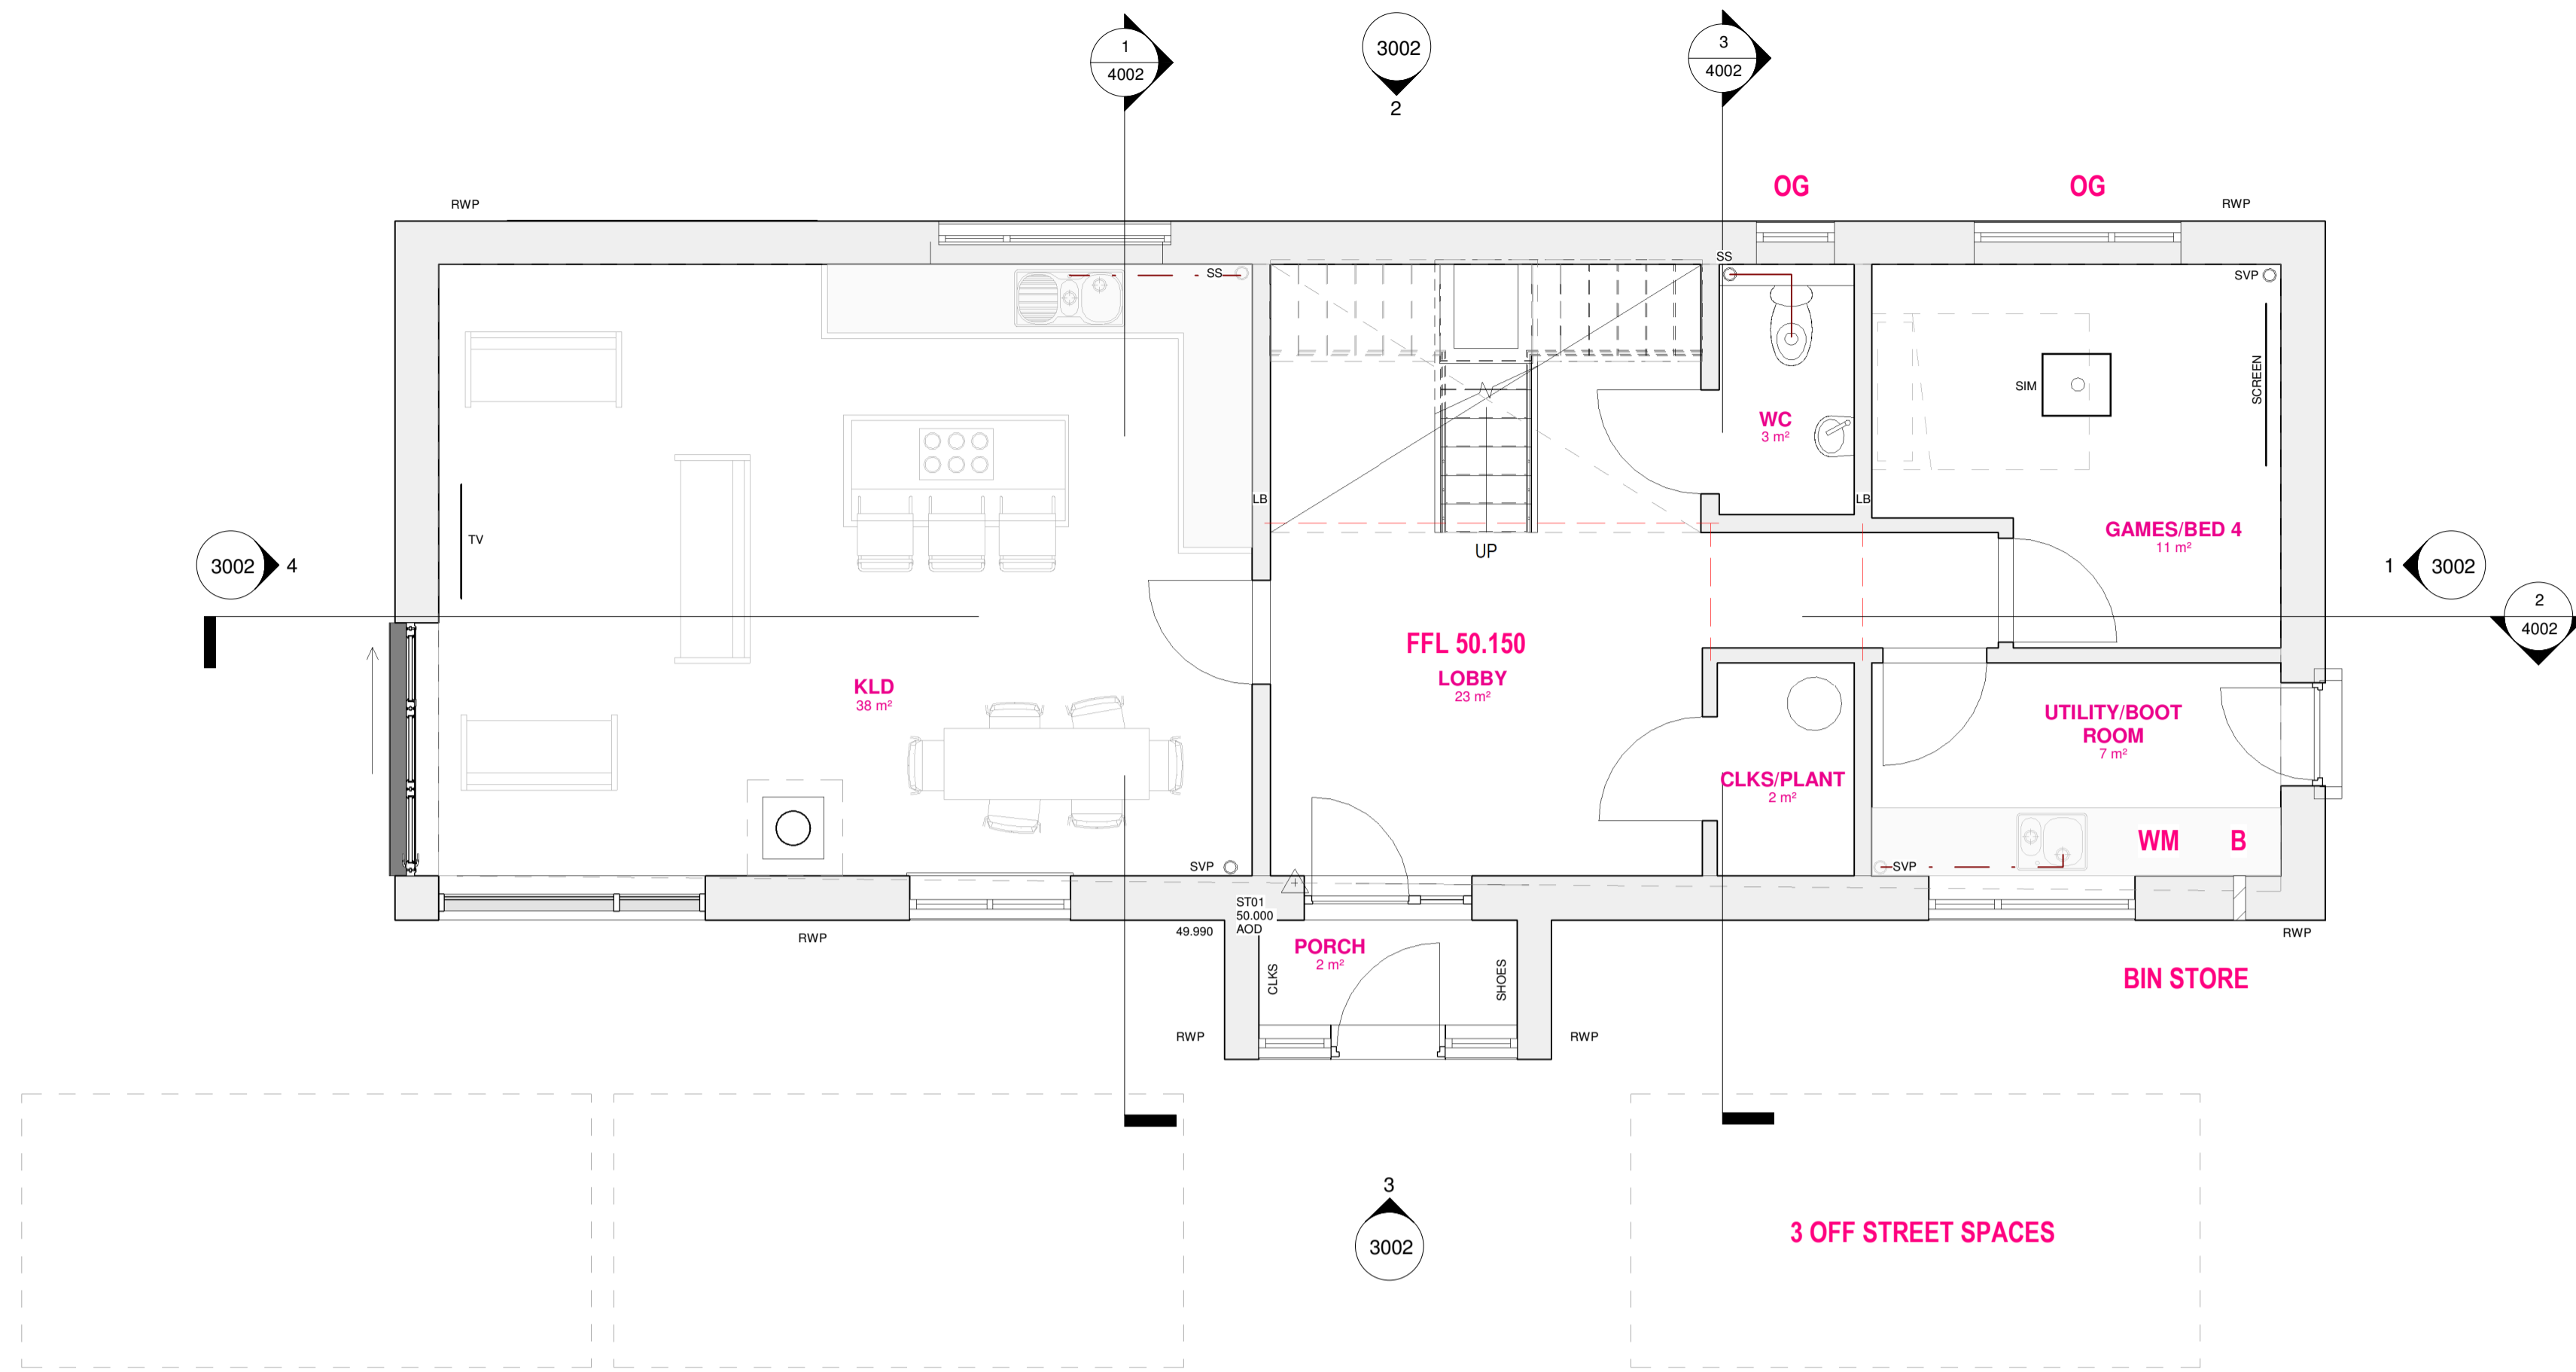 1
4002
3002
2
3
4002
OG
OG
RWP
RWP
SS
SS
SVP
SCREEN
SIM
WC
3 m²
LB
LB
TV
GAMES/BED 4
11 m²
UP
3002
4
1
3002
2
4002
FFL 50.150
LOBBY
23 m²
KLD
38 m²
UTILITY/BOOT
ROOM
7 m²
CLKS/PLANT
2 m²
WM
B
SVP
SVP
ST01
50.000
AOD
49.990
RWP
RWP
PORCH
2 m²
CLKS
SHOES
BIN STORE
RWP
RWP
3
3002
3 OFF STREET SPACES